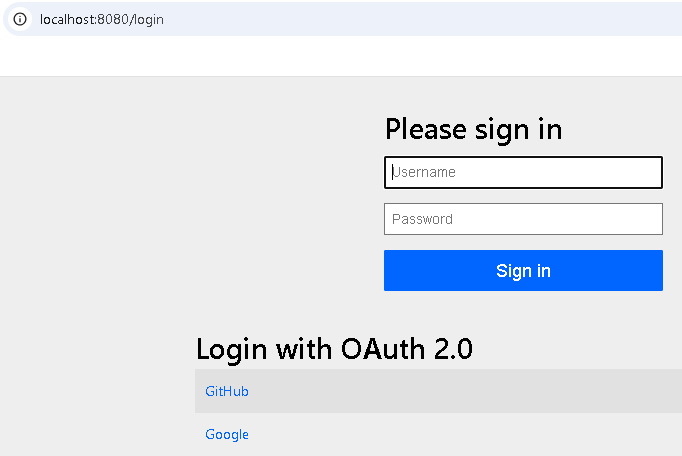 localhost:8080/login
Please sign in
Username
Password
Sign in
Login with OAuth 2.0
GitHub
Google